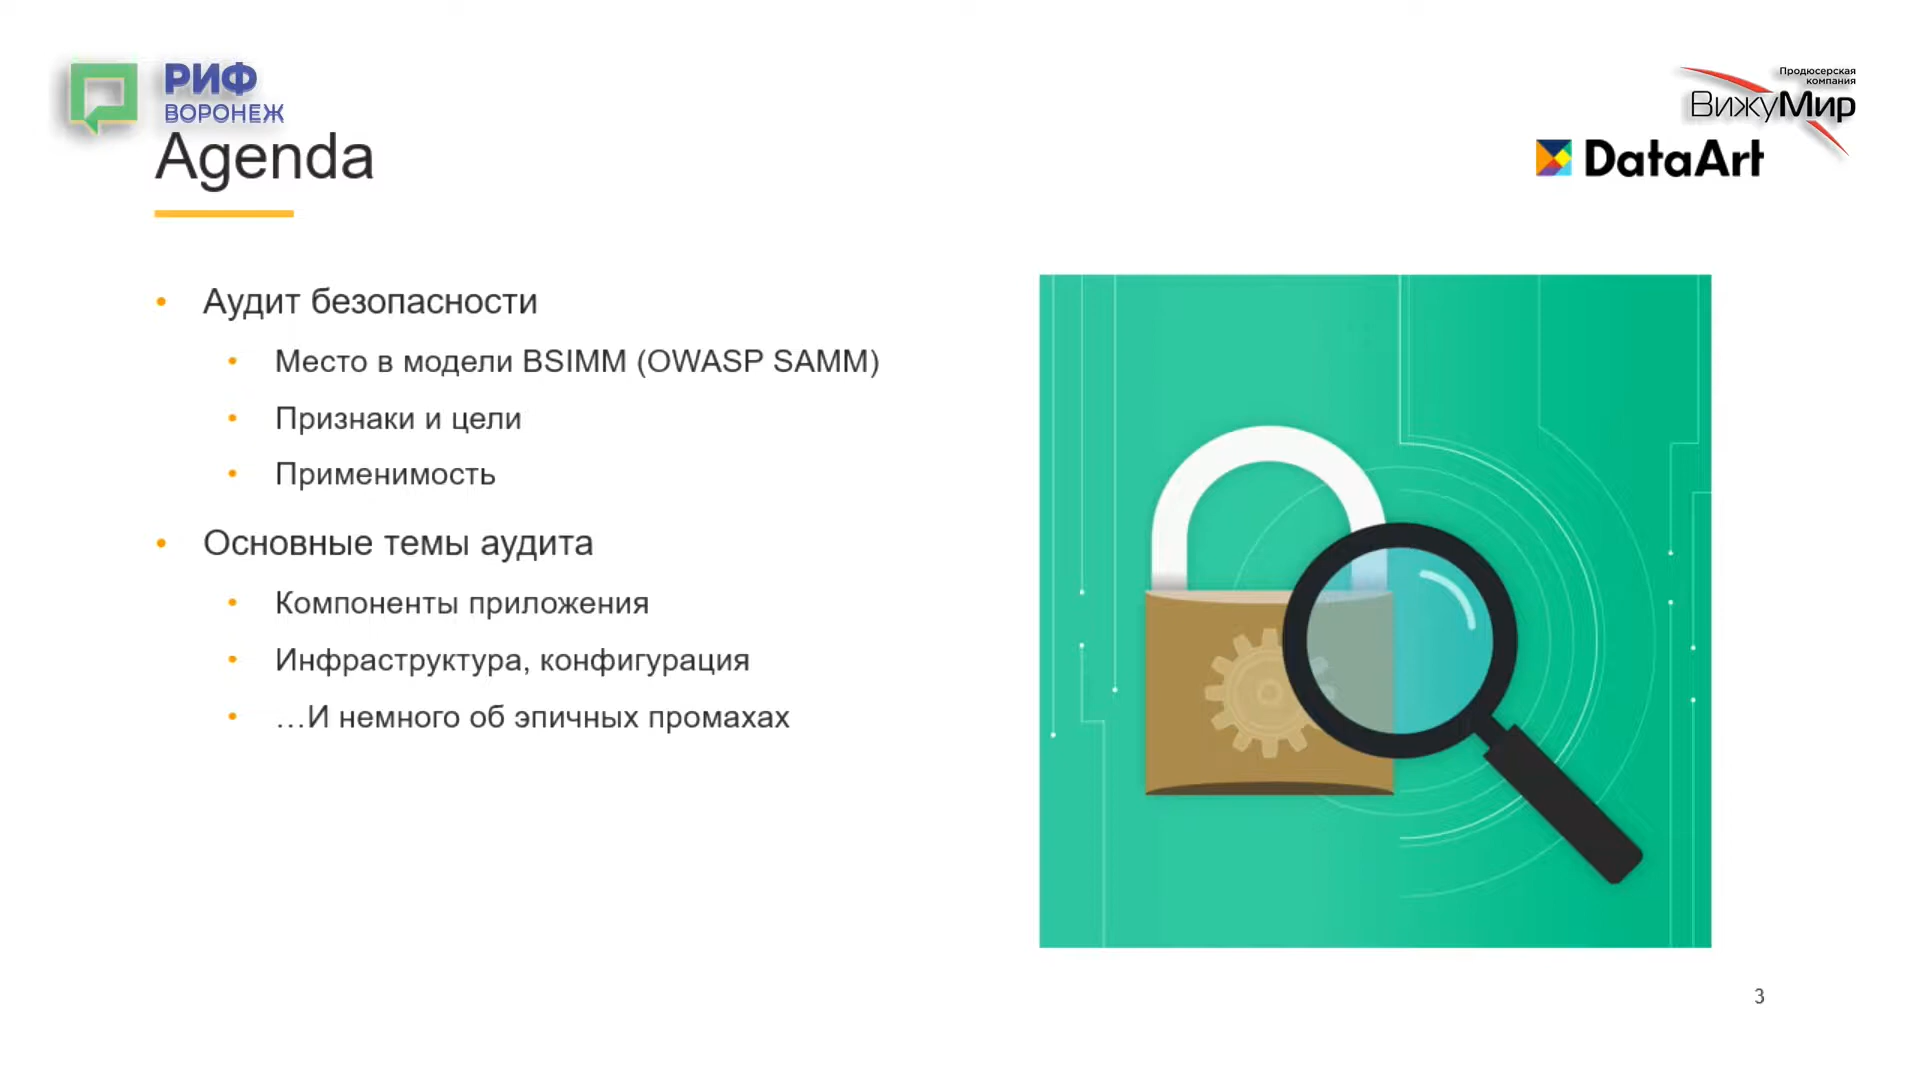 РИФ
ВОРОНЕЖ
Продюсерская
компания
ВижуМир
Agenda
DataArt
• Аудит безопасности
• Место в модели BSIMM (OWASP SAMM)
• Признаки и цели
• Применимость
• Основные темы аудита
• Компоненты приложения
• Инфраструктура, конфигурация
• …И немного об эпичных промахах
3